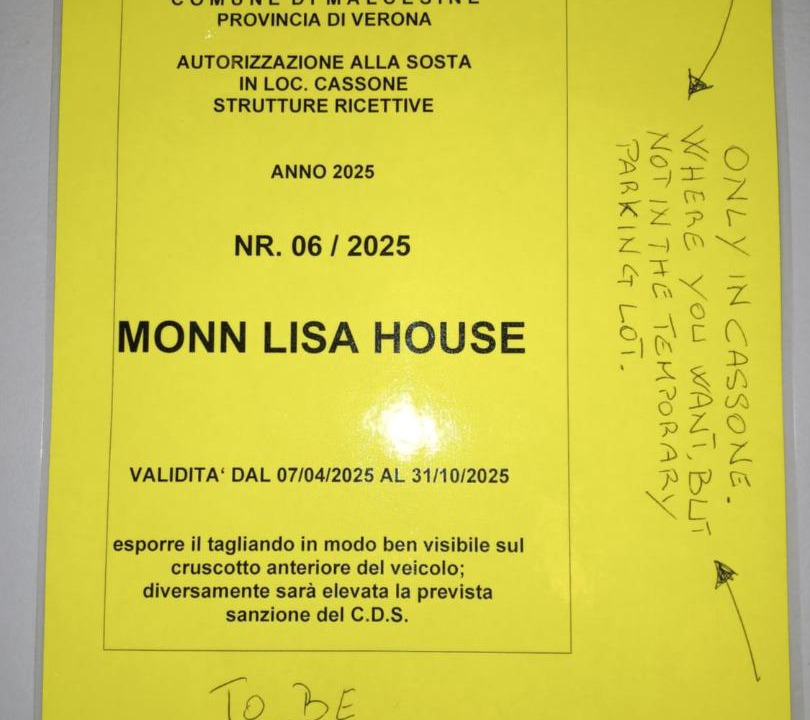 COMUNE DI MALCESINE
PROVINCIA DI VERONA
AUTORIZZAZIONE ALLA SOSTA
IN LOC. CASSONE
STRUTTURE RICETTIVE
ANNO 2025
NR. 06 / 2025
MONN LISA HOUSE
VALIDITA‘ DAL 07/04/2025 AL 31/10/2025
esporre il tagliando in modo ben visibile sul
cruscotto anteriore del veicolo;
diversamente sarà elevata la prevista
sanzione del C.D.S.
ONLY IN CASSONE.
WHERE YOU WANT, BUT
NOT IN THE TEMPORARY
PARKING LOT.
TO BE